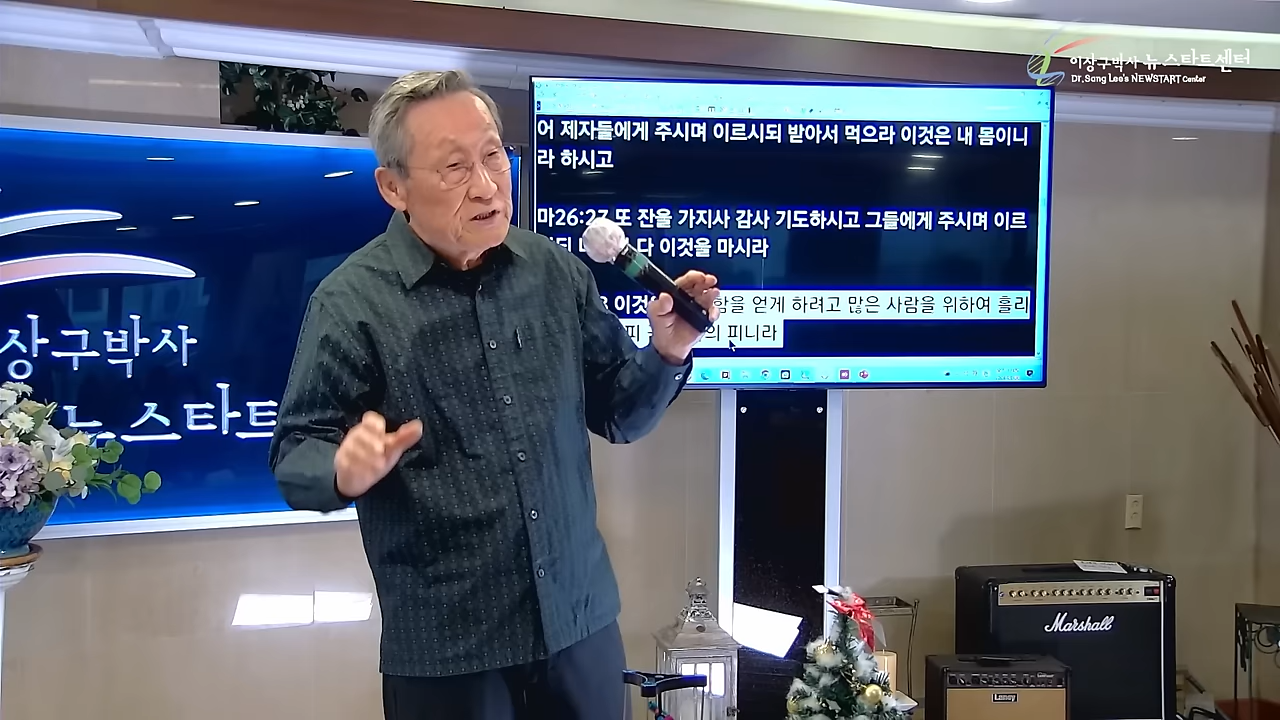 이상구박사 뉴스타트센터
Dr.Sang Lee's NEWSTART Center
어 제자들에게 주시며 이르시되 받아서 먹으라 이것은 내 몸이니
라 하시고
마26:27 또 잔을 가지사 감사 기도하시고 그들에게 주시며 이르
다 이것을 마시라
함을 얻게 하려고 많은 사람을 위하여 흘리
피 의 피니라
상구박사
뉴스타트
Marshall
Laney